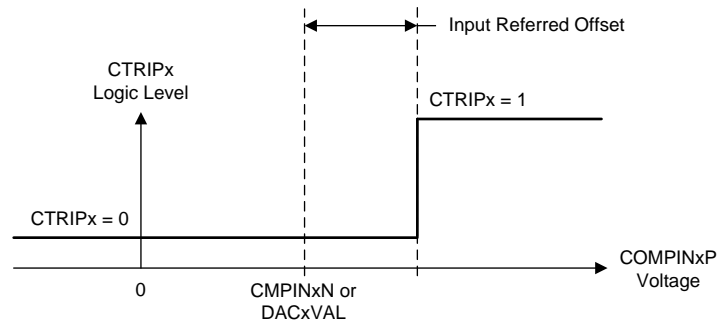 Input Referred Offset
CTRIPx
Logic Level
CTRIPx = 1
CTRIPx = 0
COMPINxP
Voltage
0
CMPINxN or
DACxVAL